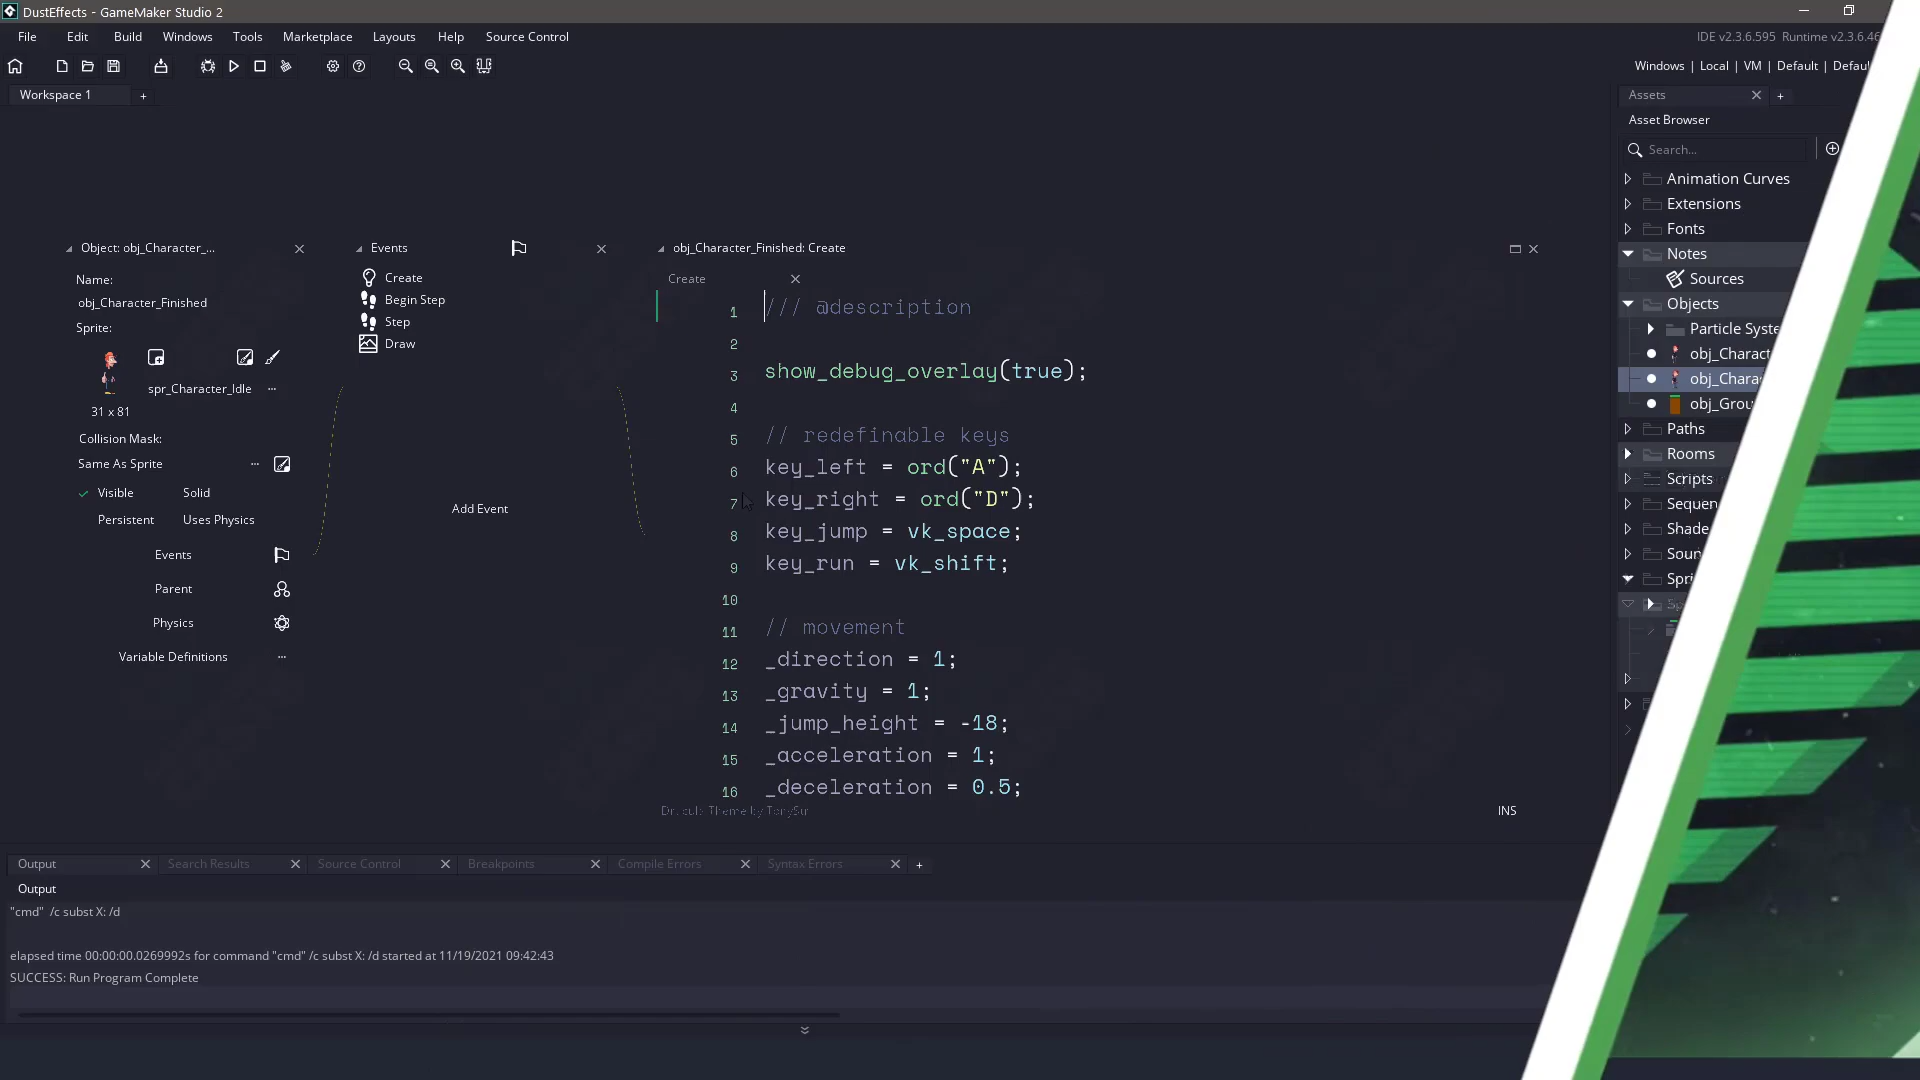 DustEffects - GameMaker Studio 2
File Edit Build Windows Tools Marketplace Layouts Help Source Control
IDE v2.3.6.595 Runtime v2.3.6.46
Windows | Local | VM | Default | Defau
Workspace 1
Assets
Asset Browser
Search...
Animation Curves
Extensions
Fonts
Notes
Sources
Objects
Particle Syste
obj_Charact
obj_Chara
obj_Grou
Paths
Rooms
Scripts
Sequen
Shade
Soun
Spri
Object: obj_Character_...
Name:
obj_Character_Finished
Sprite:
spr_Character_Idle
31 x 81
Collision Mask:
Same As Sprite
Visible Solid
Persistent Uses Physics
Events
Parent
Physics
Variable Definitions
Events
Create
Begin Step
Step
Draw
Add Event
obj_Character_Finished: Create
Create
1 /// @description
2
3 show_debug_overlay(true);
4
5 // redefinable keys
6 key_left = ord("A");
7 key_right = ord("D");
8 key_jump = vk_space;
9 key_run = vk_shift;
10
11 // movement
12 _direction = 1;
13 _gravity = 1;
14 _jump_height = -18;
15 _acceleration = 1;
16 _deceleration = 0.5;
Theme by
INS
Output Search Results Source Control Breakpoints Compile Errors Syntax Errors
Output
"cmd" /c subst X: /d
elapsed time 00:00:00.0269992s for command "cmd" /c subst X: /d started at 11/19/2021 09:42:43
SUCCESS: Run Program Complete